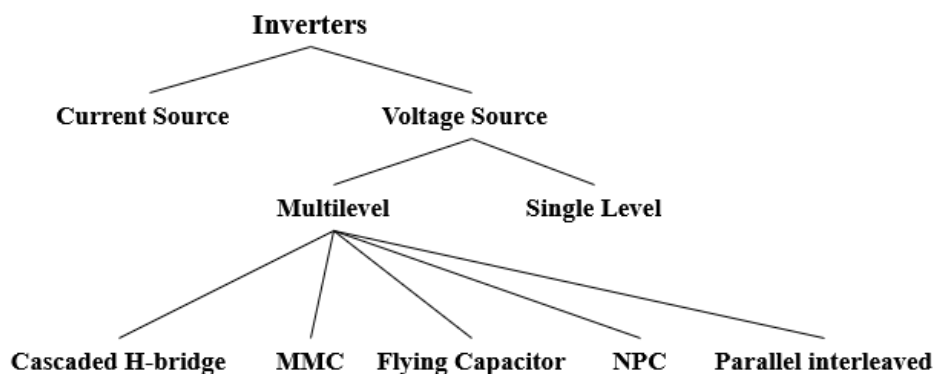 Inverters
Current Source Voltage Source
Multilevel Single Level
Cascaded H-bridge MMC Flying Capacitor NPC Parallel interleaved